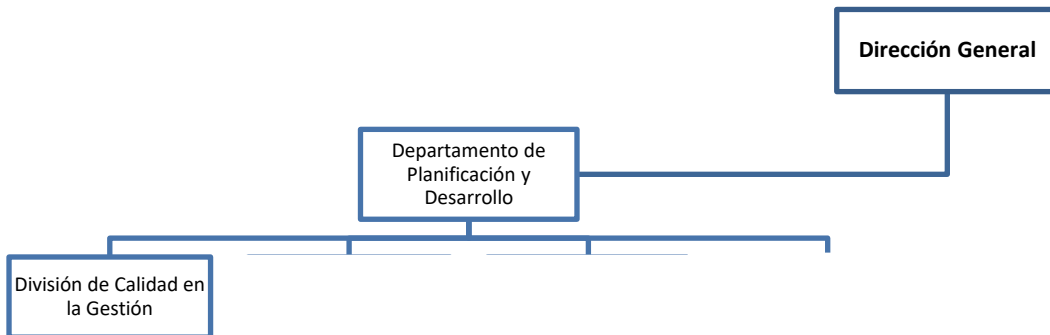 Dirección General
Departamento de
Planificación y
Desarrollo
División de Calidad en
la Gestión